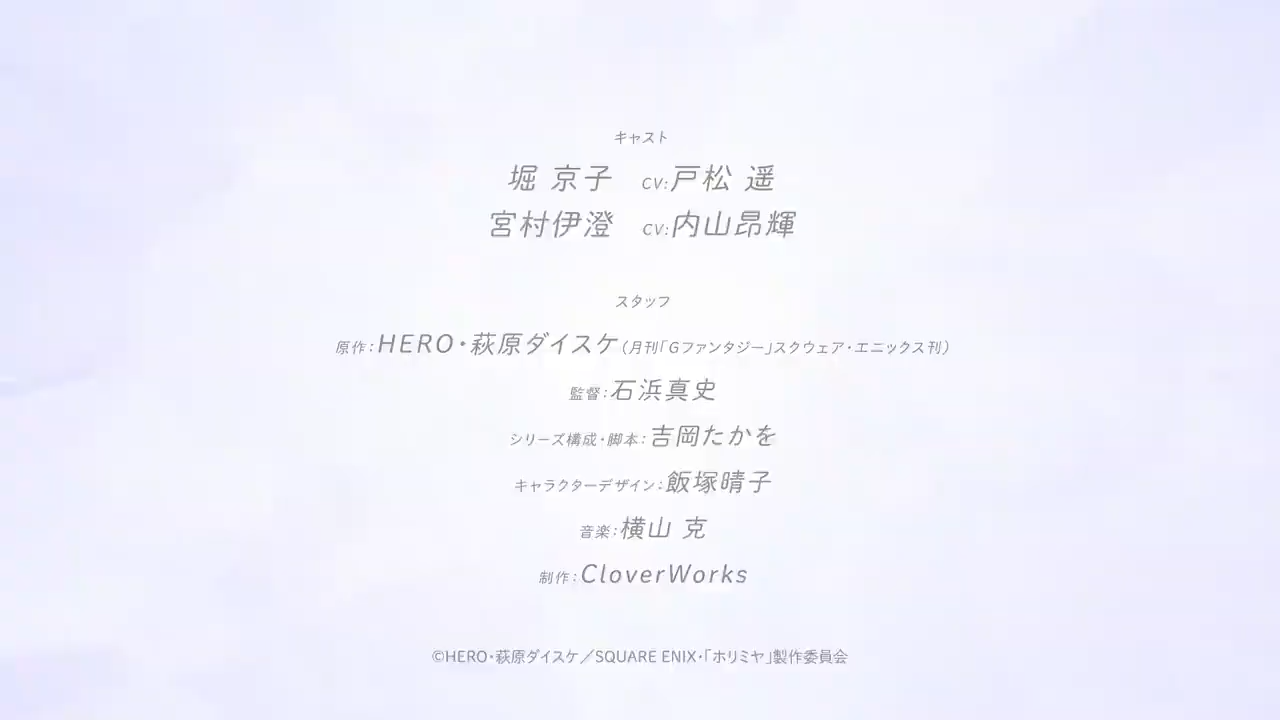 キャスト
堀 京子 CV:戸松 遥
宮村伊澄 CV:内山昂輝
スタッフ
原作:HERO・萩原ダイスケ(月刊「Gファンタジー」スクウェア・エニックス刊)
監督:石浜真史
シリーズ構成・脚本:吉岡たかを
キャラクターデザイン:飯塚晴子
音楽:横山 克
制作:CloverWorks
©HERO・萩原ダイスケ/SQUARE ENIX・「ホリミヤ」製作委員会